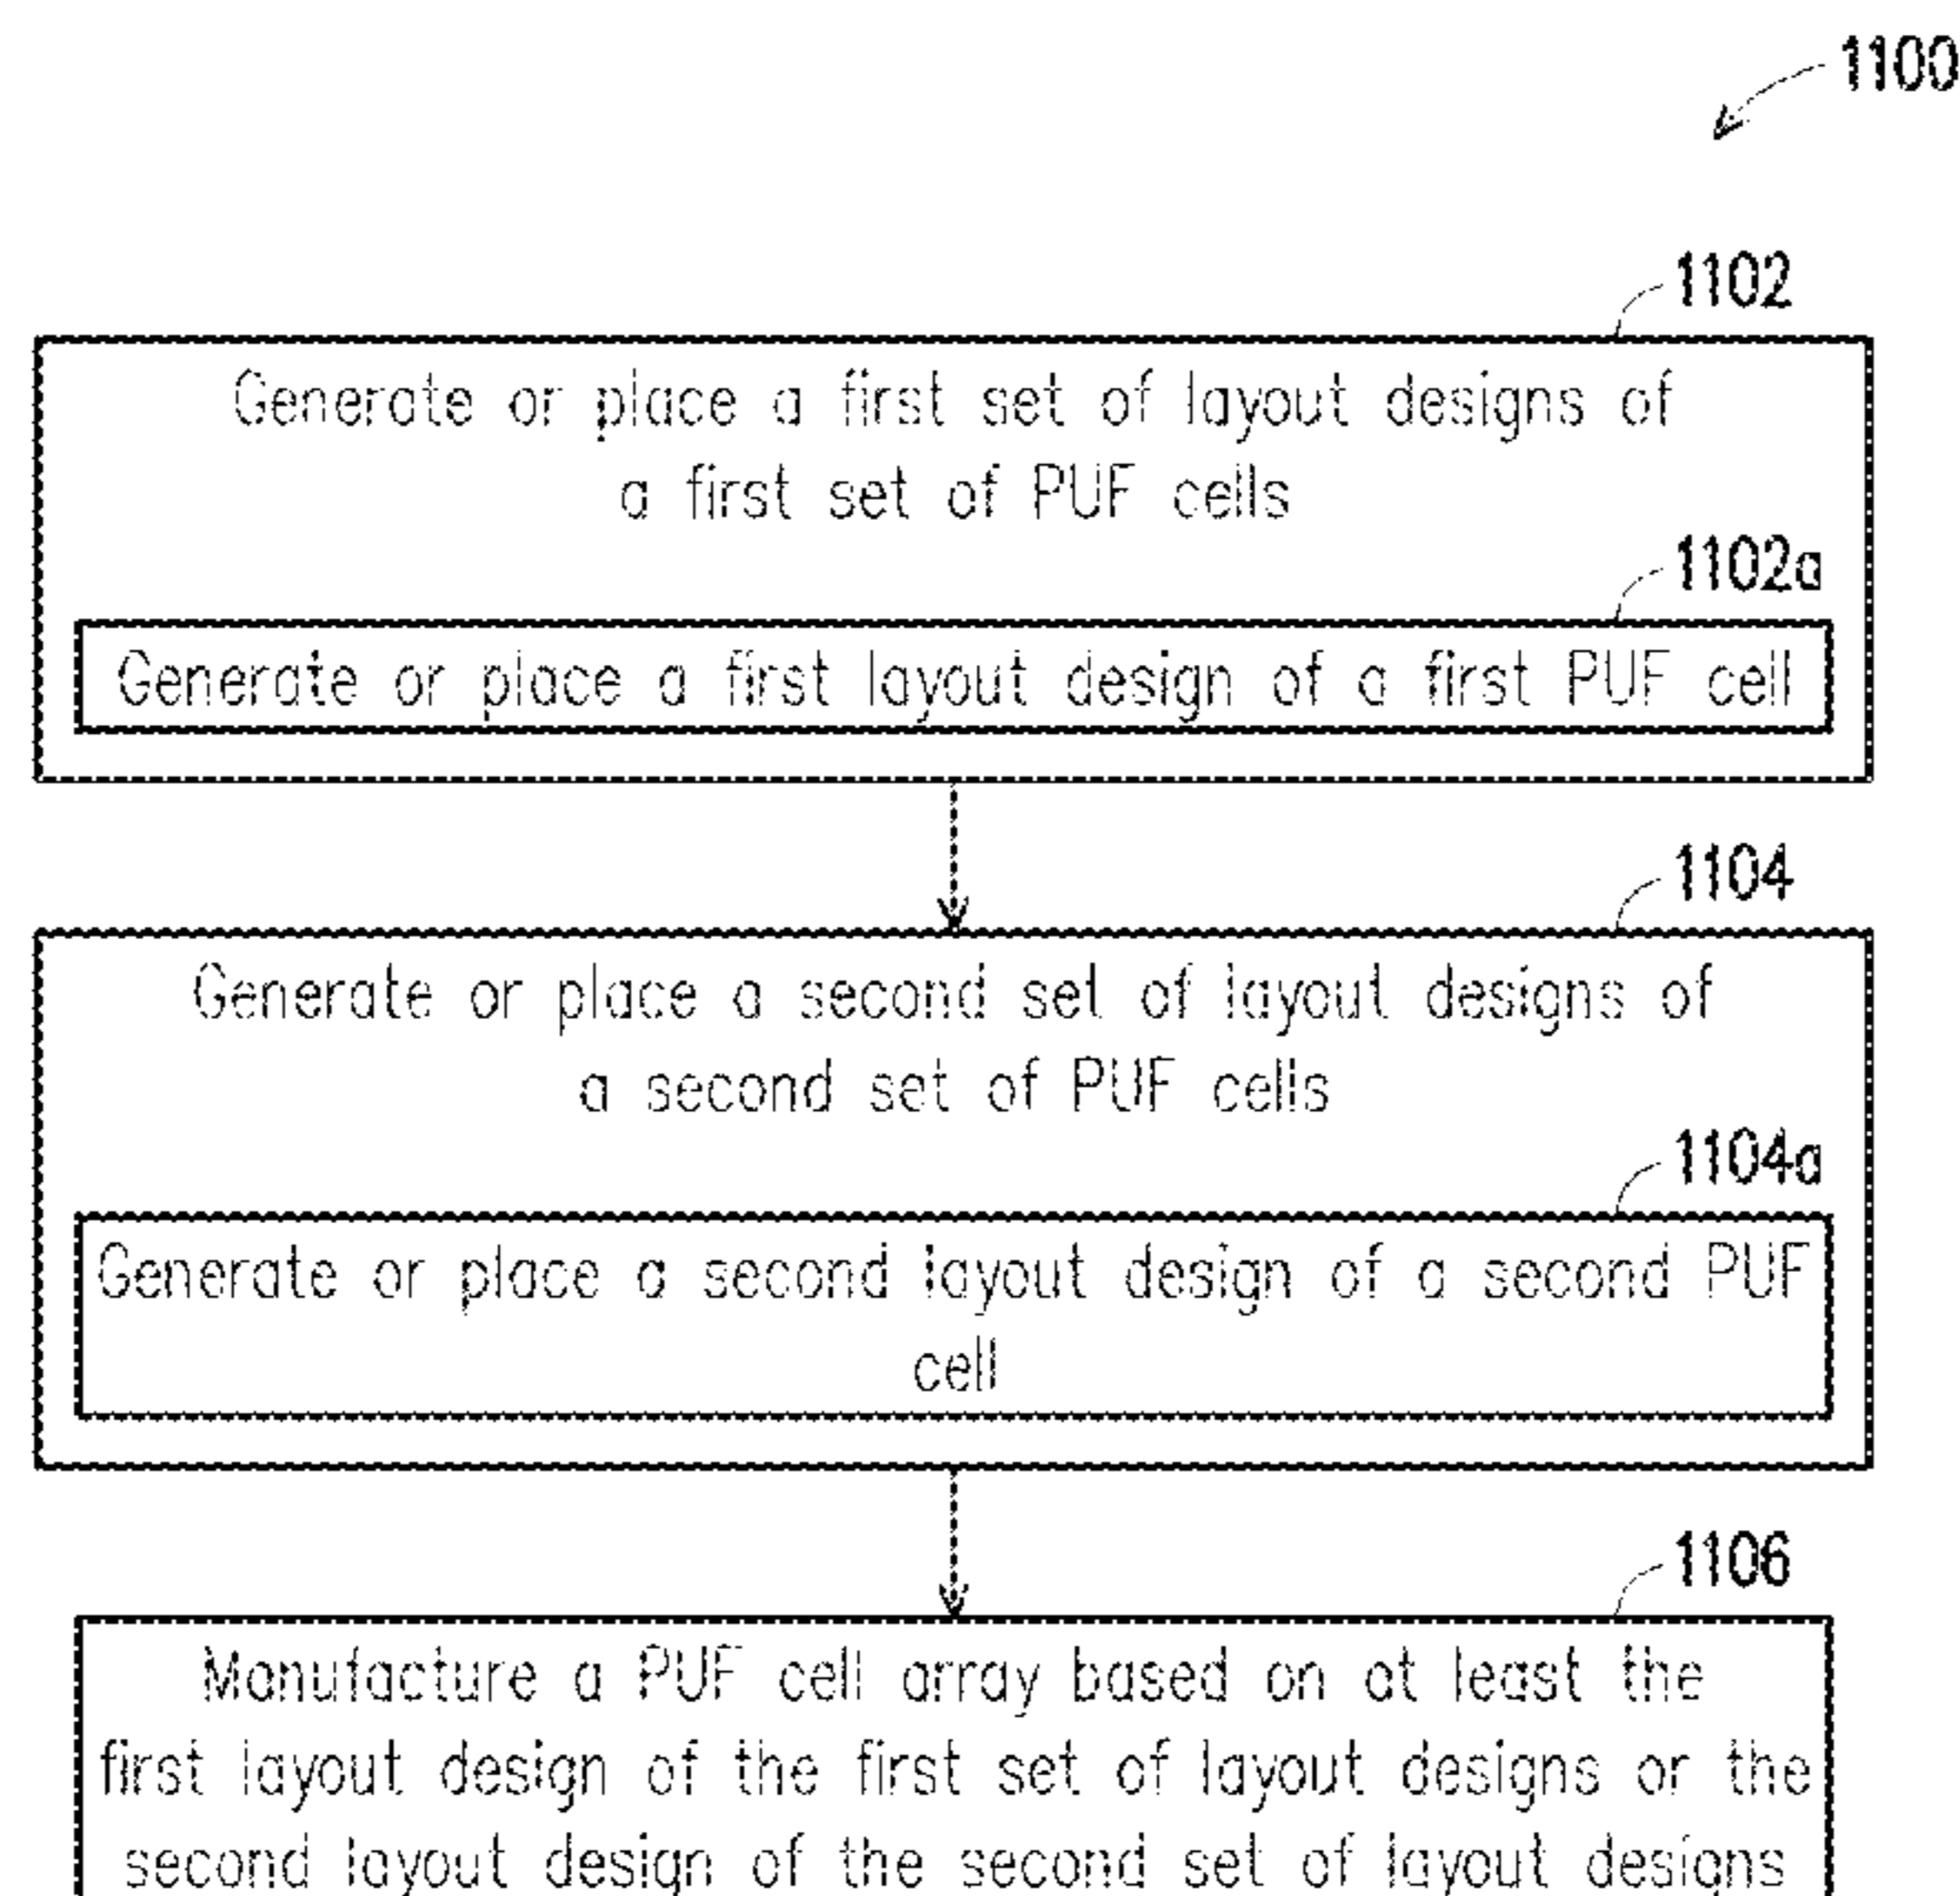 1100
1102
Generate or place a first set of layout designs of
a first set of PUF cells
1102a
Generate or place a first layout design of a first PUF cell
1104
Generate or place a second set of layout designs of
a second set of PUF cells
1104a
Generate or place a second layout design of a second PUF
cell
1106
Manufacture a PUF cell array based on at least the
first layout design of the first set of layout designs or the
second layout design of the second set of layout designs